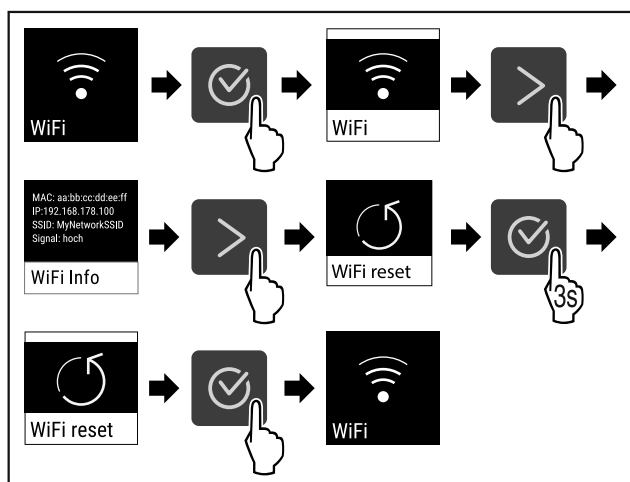 WiFi
WiFi
MAC: aa:bb:cc:dd:ee:ff
IP:192.168.178.100
SSID: MyNetworkSSID
Signal: hoch
WiFi Info
WiFi reset
3s
WiFi reset
WiFi